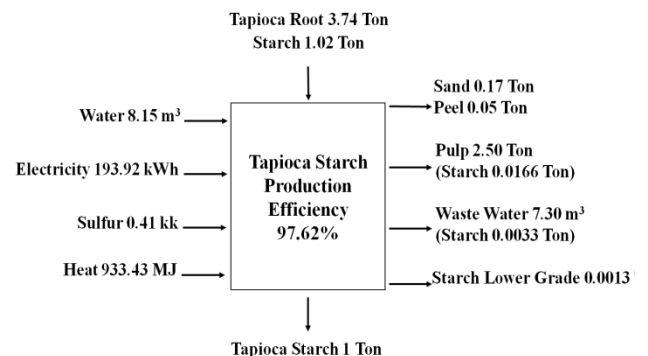 Tapioca Root 3.74 Ton
Starch 1.02 Ton
Sand 0.17 Ton
Peel 0.05 Ton
Water 8.15 m³
Electricity 193.92 kWh
Sulfur 0.41 kk
Heat 933.43 MJ
Tapioca Starch
Production
Efficiency
97.62%
Pulp 2.50 Ton
(Starch 0.0166 Ton)
Waste Water 7.30 m³
(Starch 0.0033 Ton)
Starch Lower Grade 0.0013
Tapioca Starch 1 Ton